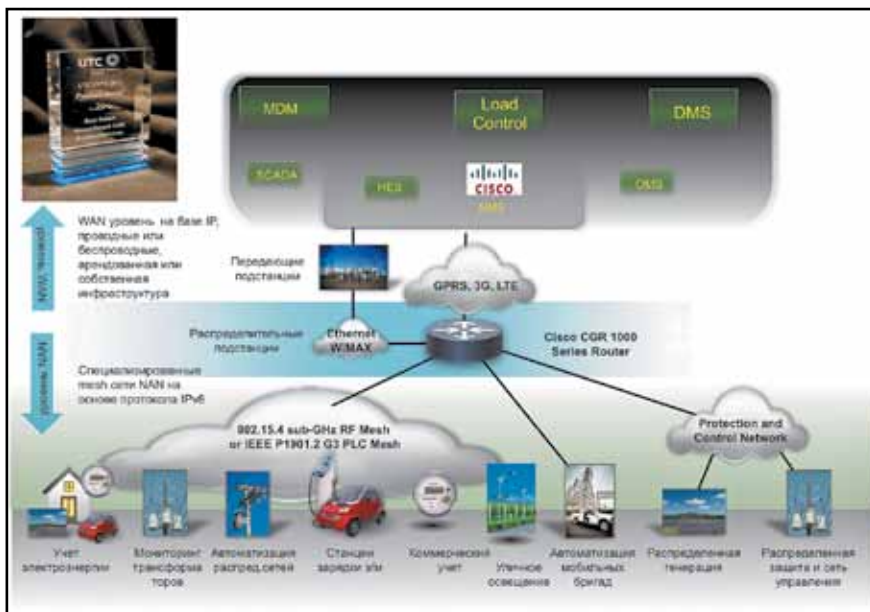 UTC
MDM
Load
Control
DMS
SCADA
HES
CISCO
NMS
OMS
WAN уровень на базе IP,
проводные или
беспроводные,
арендованная или
собственная
инфраструктура
Передающие
подстанции
GPRS, 3G, LTE
Распределительные
подстанции
Ethernet
WiMAX
Cisco CGR 1000
Series Router
Специализированные
mesh сети NAN на
основе протокола IPv6
802.15.4 sub-GHz RF Mesh
or IEEE P1901.2 G3 PLC Mesh
Protection and
Control Network
Учет
электроэнергии
Мониторинг
трансформа
торов
Автоматизация
распред.сетей
Станции
зарядки э/м
Коммерческий
учет
Уличное
освещение
Автоматизация
мобильных
бригад
Распределенная
генерация
Распределенная
защита и сеть
управления